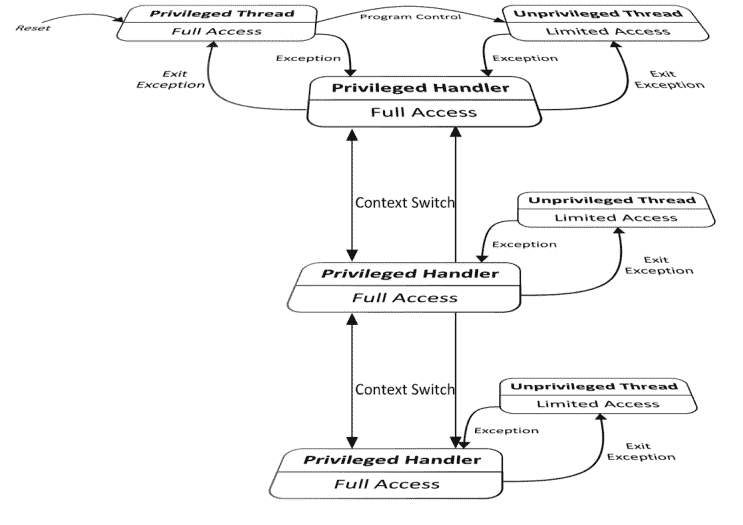 Reset
Privileged Thread
Full Access
Program Control
Unprivileged Thread
Limited Access
Exit
Exception
Exception
Exception
Exit
Exception
Privileged Handler
Full Access
Context Switch
Unprivileged Thread
Limited Access
Exception
Exit
Exception
Privileged Handler
Full Access
Context Switch
Unprivileged Thread
Limited Access
Exception
Exit
Exception
Privileged Handler
Full Access